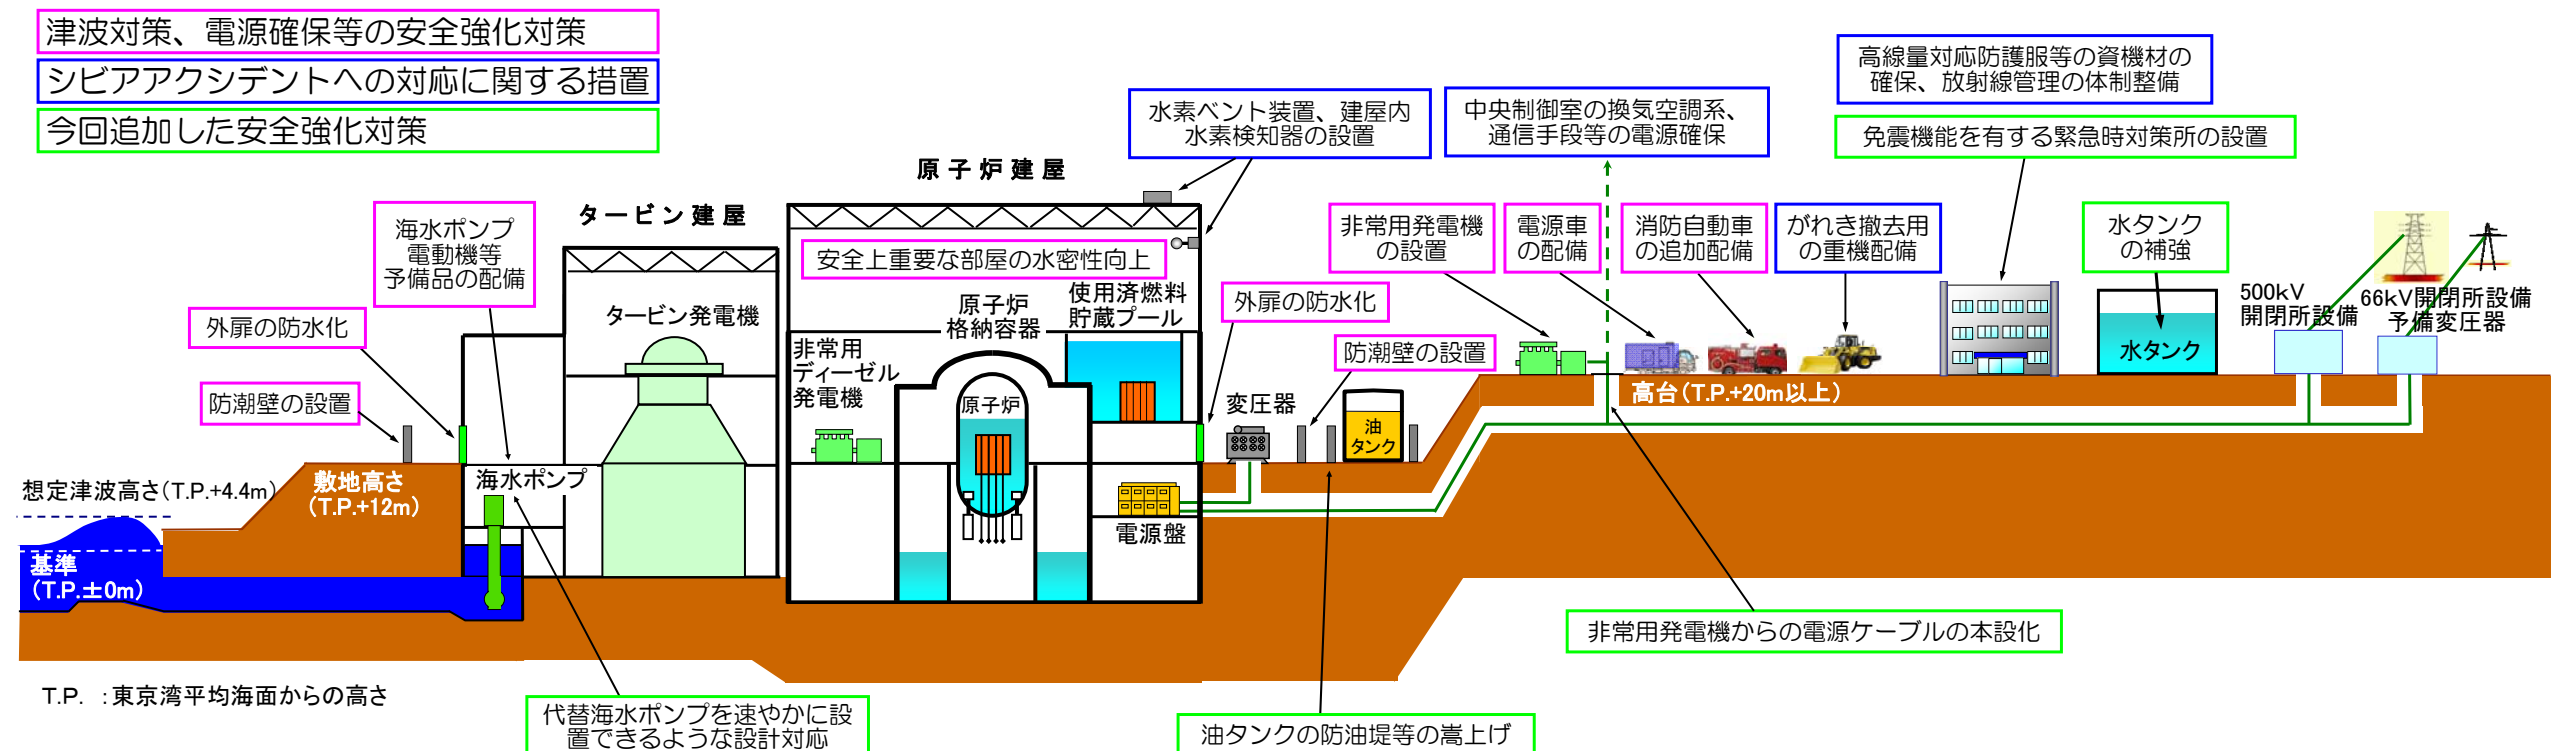 津波対策、電源確保等の安全強化対策
シビアアクシデントへの対応に関する措置
今回追加した安全強化対策
高線量対応防護服等の資機材の
確保、放射線管理の体制整備
水素ベント装置、建屋内
水素検知器の設置
中央制御室の換気空調系、
通信手段等の電源確保
免震機能を有する緊急時対策所の設置
原子炉建屋
タービン建屋
海水ポンプ
電動機等
予備品の配備
非常用発電機
の設置
電源車
の配備
消防自動車
の追加配備
がれき撤去用
の重機配備
水タンク
の補強
安全上重要な部屋の水密性向上
外扉の防水化
タービン発電機
原子炉
格納容器
使用済燃料
貯蔵プール
外扉の防水化
500kV
開閉所設備
66kV開閉所設備
予備変圧器
非常用
ディーゼル
発電機
防潮壁の設置
水タンク
防潮壁の設置
原子炉
変圧器
油
タンク
高台(T.P.+20m以上)
想定津波高さ(T.P.+4.4m)
敷地高さ
(T.P.+12m)
海水ポンプ
電源盤
基準
(T.P.±0m)
非常用発電機からの電源ケーブルの本設化
T.P. :東京湾平均海面からの高さ
代替海水ポンプを速やかに設
置できるような設計対応
油タンクの防油堤等の嵩上げ